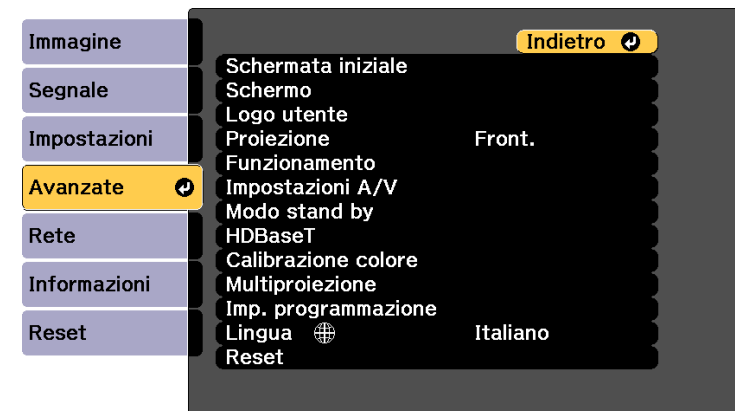 Immagine
Segnale
Impostazioni
Avanzate
Rete
Informazioni
Reset
Indietro
Schermata iniziale
Schermo
Logo utente
Proiezione Front.
Funzionamento
Impostazioni A/V
Modo stand by
HDBaseT
Calibrazione colore
Multiproiezione
Imp. programmazione
Lingua Italiano
Reset